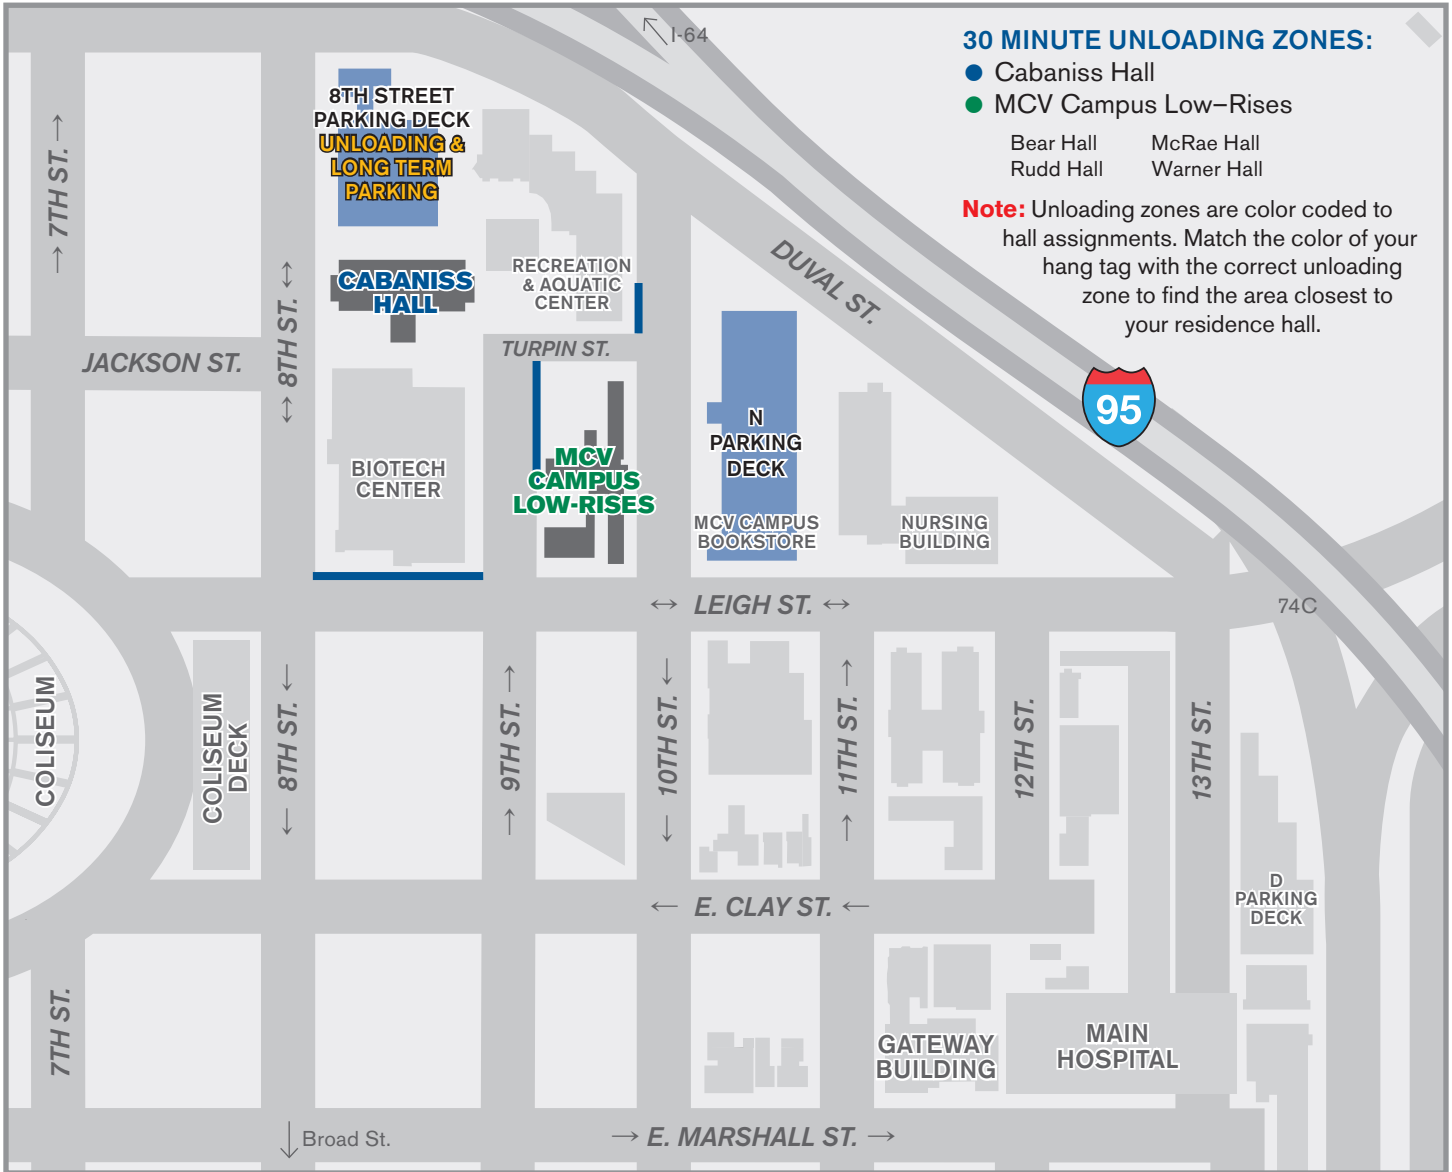 I-64
30 MINUTE UNLOADING ZONES:
Cabaniss Hall
MCV Campus Low–Rises
Bear Hall McRae Hall
Rudd Hall Warner Hall
Note: Unloading zones are color coded to
hall assignments. Match the color of your
hang tag with the correct unloading
zone to find the area closest to
your residence hall.
8TH STREET
PARKING DECK
UNLOADING &
LONG TERM
PARKING
7TH ST.
CABANISS
HALL
RECREATION
& AQUATIC
CENTER
DUVAL ST.
8TH ST.
JACKSON ST.
TURPIN ST.
95
N
PARKING
DECK
BIOTECH
CENTER
MCV
CAMPUS
LOW-RISES
MCV CAMPUS
BOOKSTORE
NURSING
BUILDING
LEIGH ST.
74C
COLISEUM
COLISEUM
DECK
8TH ST.
9TH ST.
10TH ST.
11TH ST.
12TH ST.
13TH ST.
D
PARKING
DECK
E. CLAY ST.
7TH ST.
GATEWAY
BUILDING
MAIN
HOSPITAL
Broad St.
E. MARSHALL ST.